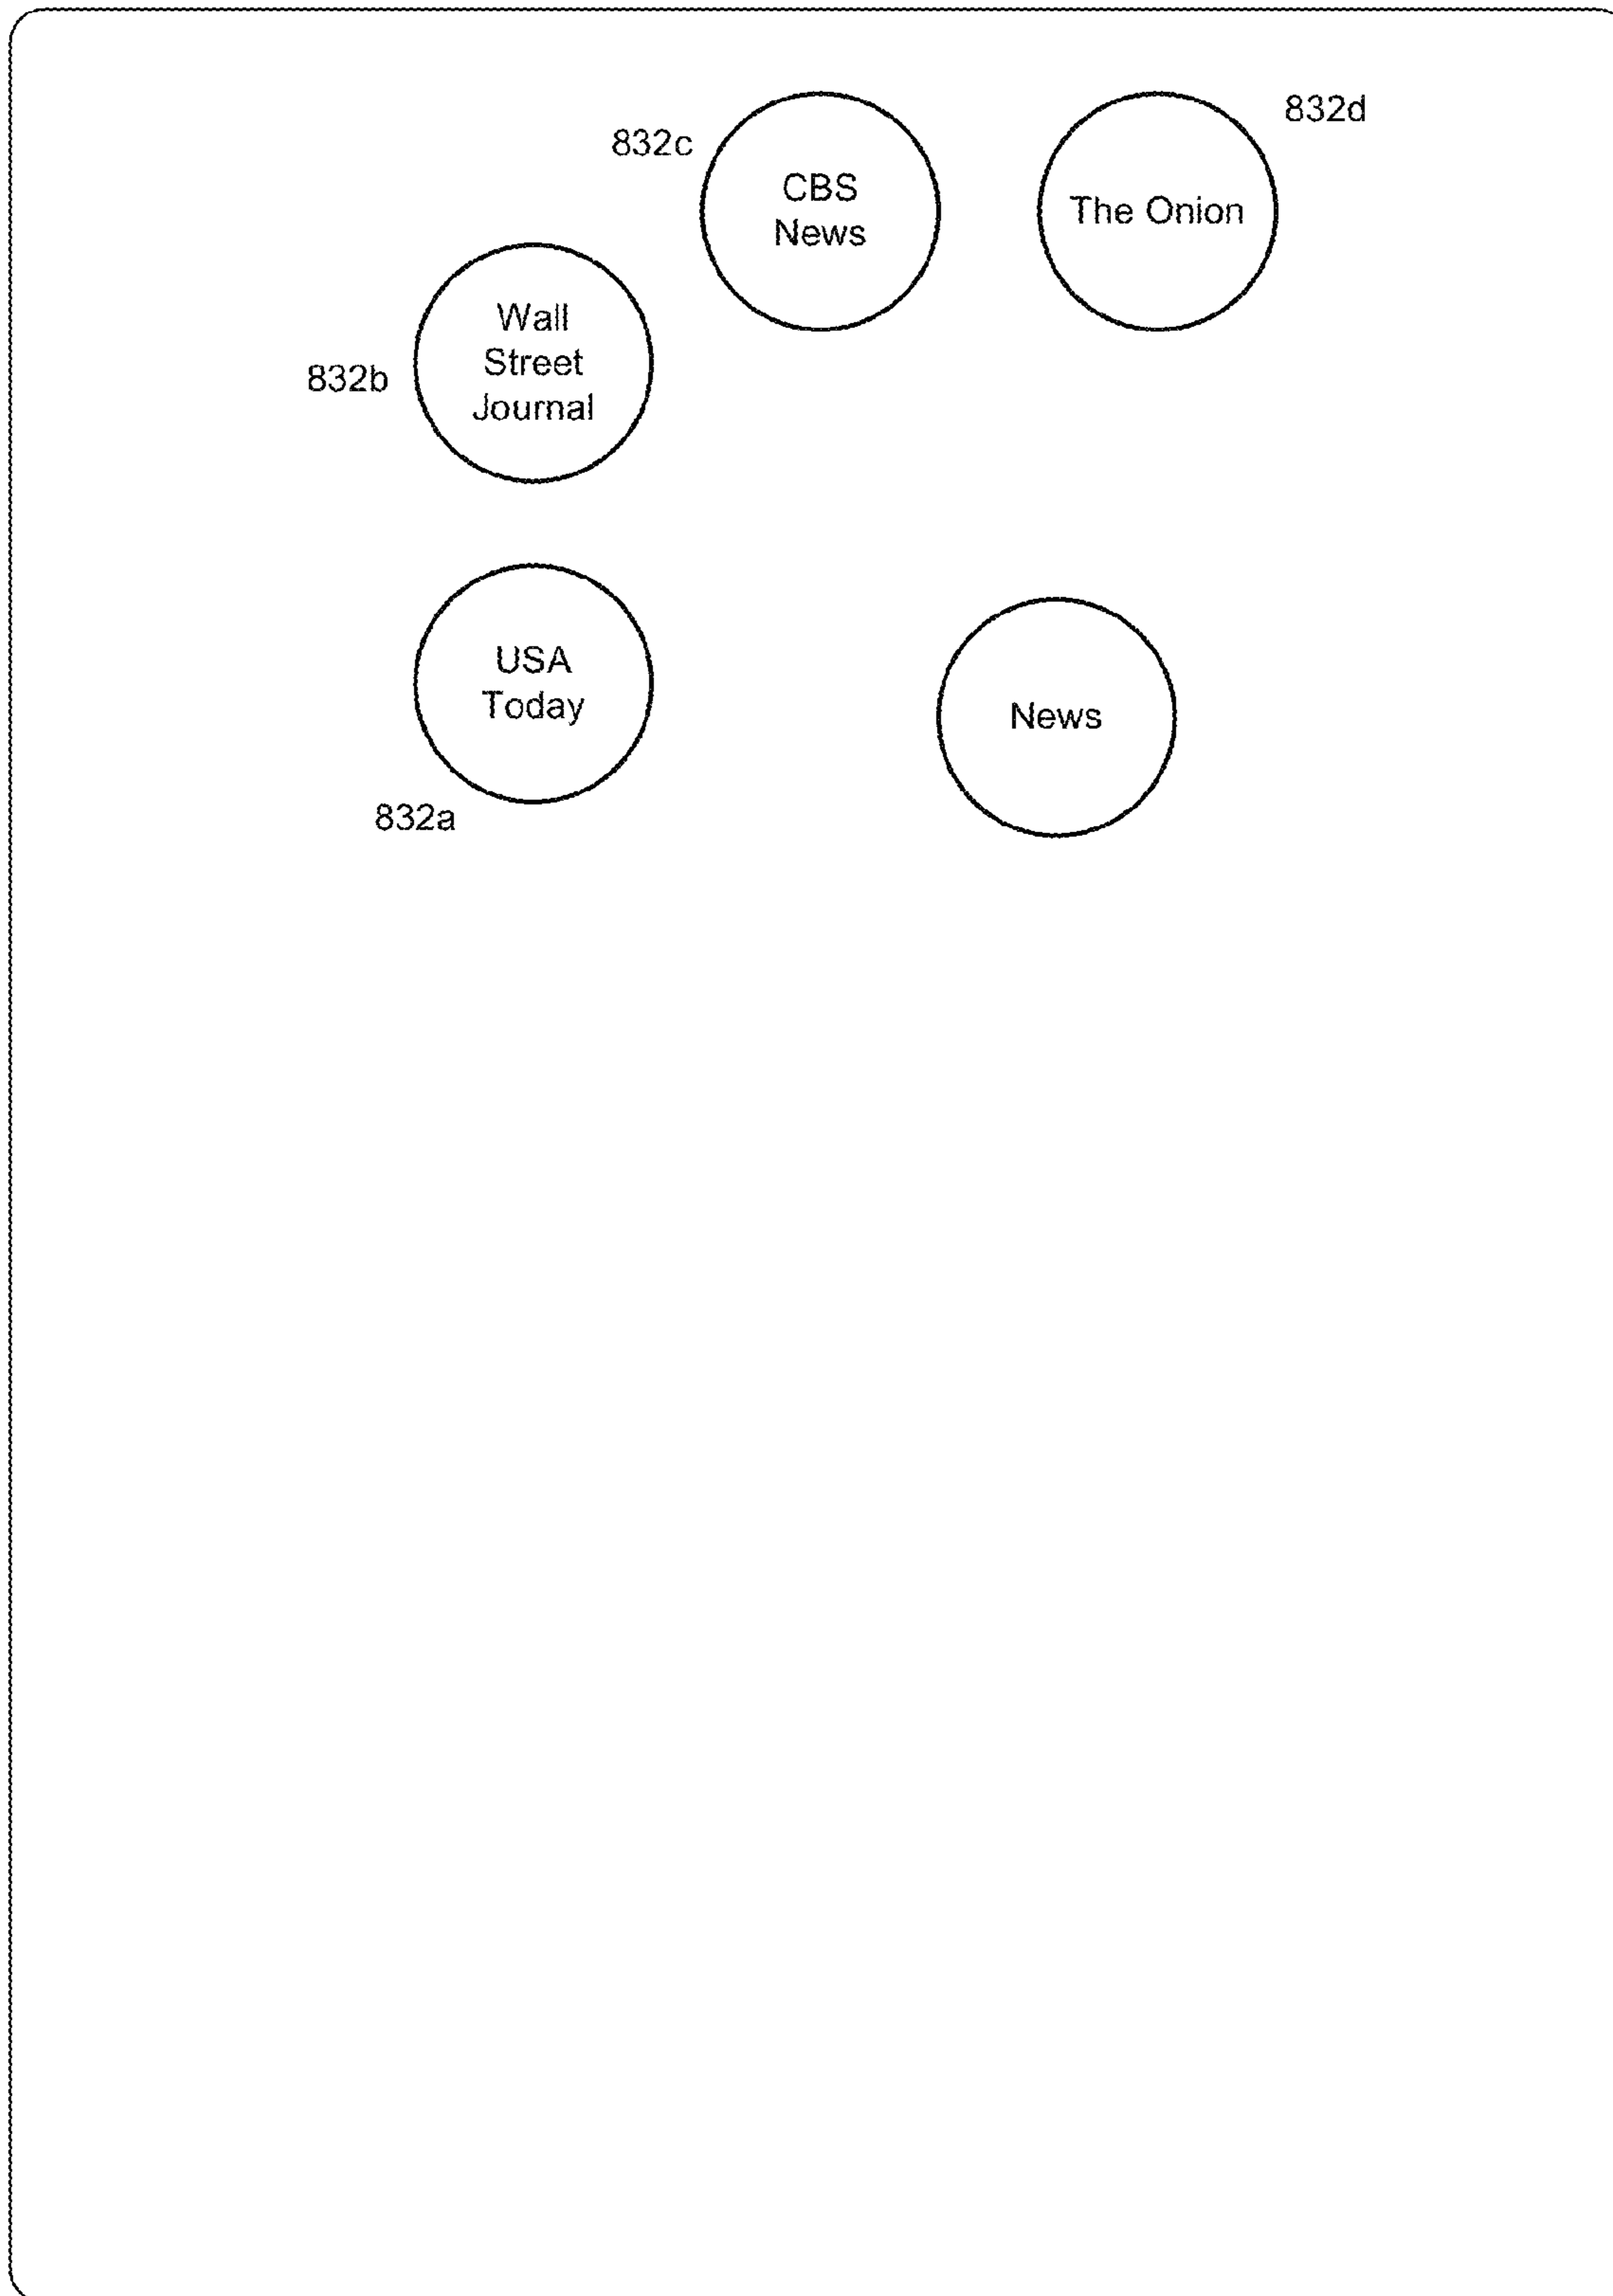 832d
832c
CBS
News
The Onion
Wall
Street
Journal
832b
USA
Today
News
832a